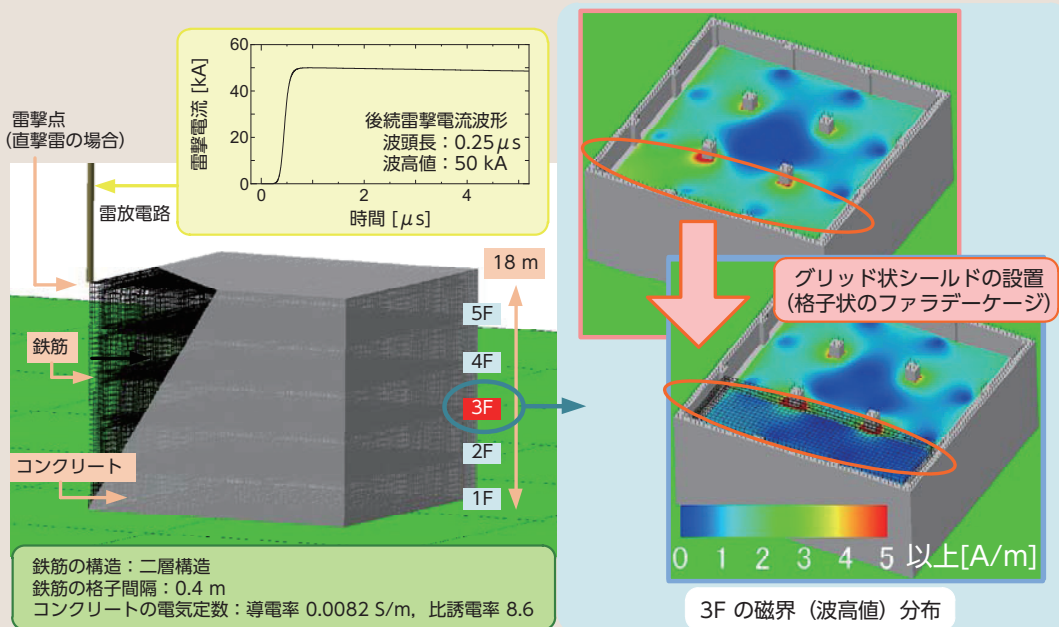 60
40
20
0
雷撃電流 [kA]
後続雷撃電流波形
波頭長：0.25μs
波高値：50 kA
0
2
4
時間 [μs]
雷撃点
(直撃雷の場合)
雷放電路
18 m
5F
4F
3F
2F
1F
鉄筋
コンクリート
鉄筋の構造：二層構造
鉄筋の格子間隔：0.4 m
コンクリートの電気定数：導電率 0.0082 S/m，比誘電率 8.6
グリッド状シールドの設置
(格子状のファラデーケージ)
0 1 2 3 4 5 以上[A/m]
3F の磁界（波高値）分布